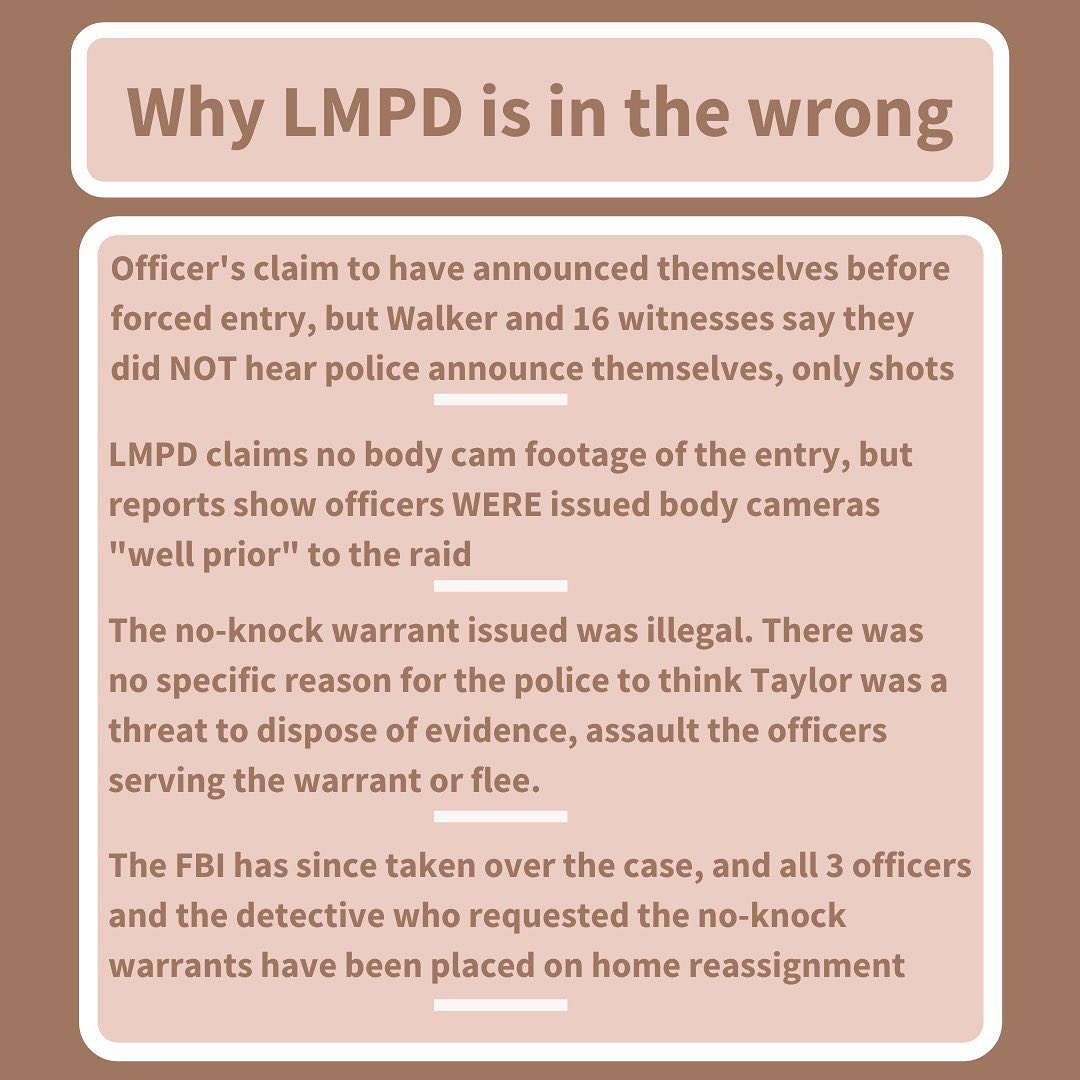 Why LMPD is in the wrong
Officer's claim to have announced themselves before
forced entry, but Walker and 16 witnesses say they
did NOT hear police announce themselves, only shots
LMPD claims no body cam footage of the entry, but
reports show officers WERE issued body cameras
"well prior" to the raid
The no-knock warrant issued was illegal. There was
no specific reason for the police to think Taylor was a
threat to dispose of evidence, assault the officers
serving the warrant or flee.
The FBI has since taken over the case, and all 3 officers
and the detective who requested the no-knock
warrants have been placed on home reassignment